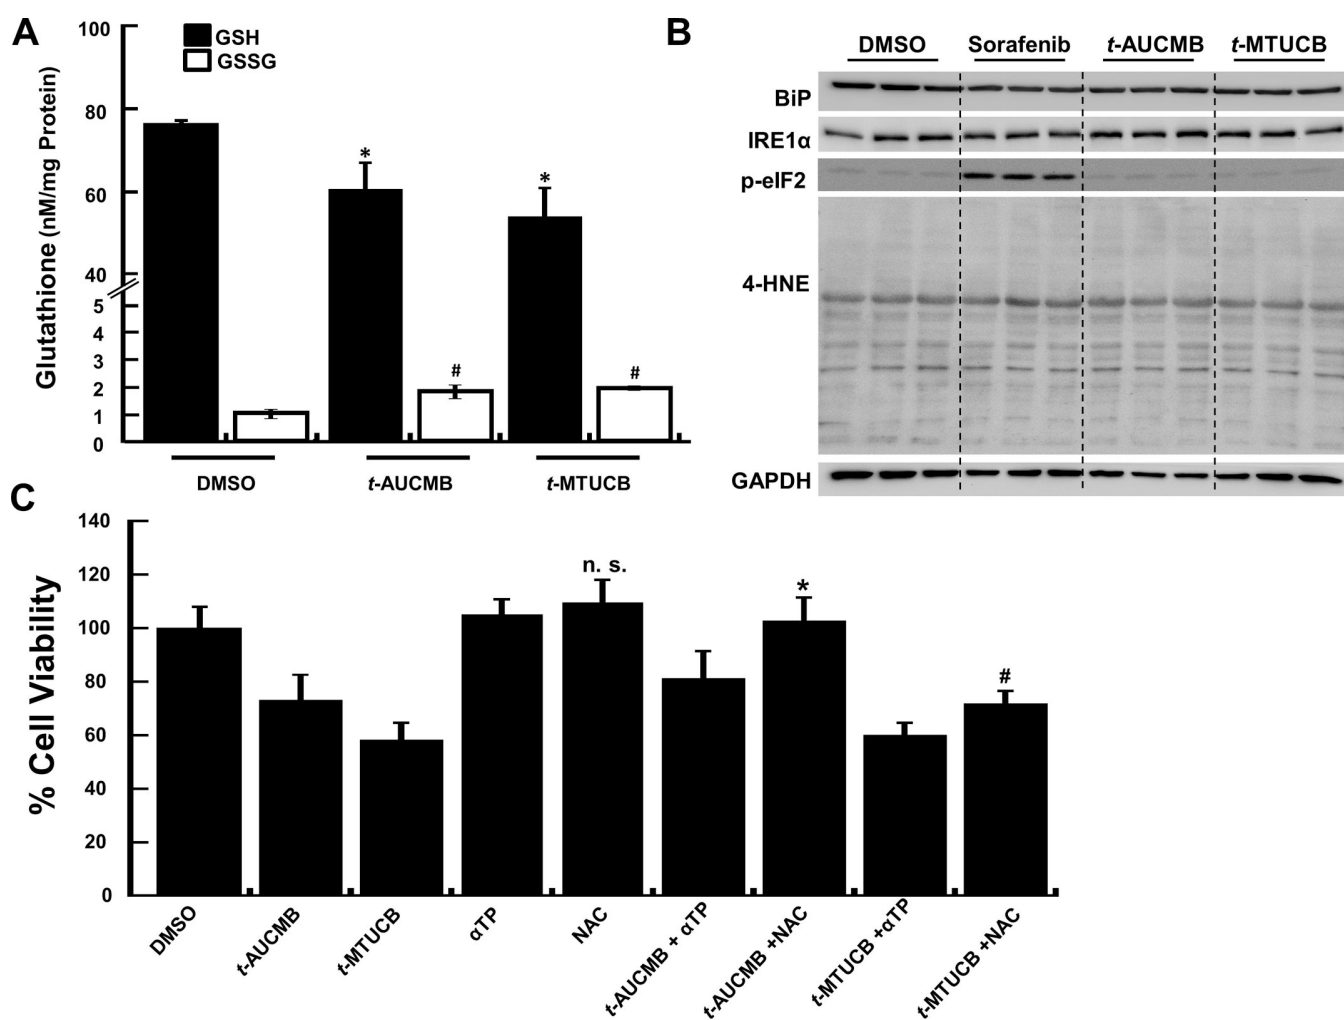 A
100
80
60
40
5
4
3
2
1
0
Glutathione (nM/mg Protein)
GSH
GSSG
*
*
#
#
DMSO
t-AUCMB
t-MTUCB
B
DMSO Sorafenib t-AUCMB t-MTUCB
BiP
IRE1α
p-eIF2
4-HNE
GAPDH
C
140
120
100
80
60
40
20
0
% Cell Viability
n. s.
*
#
DMSO
t-AUCMB
t-MTUCB
αTP
NAC
t-AUCMB + αTP
t-AUCMB +NAC
t-MTUCB +αTP
t-MTUCB +NAC